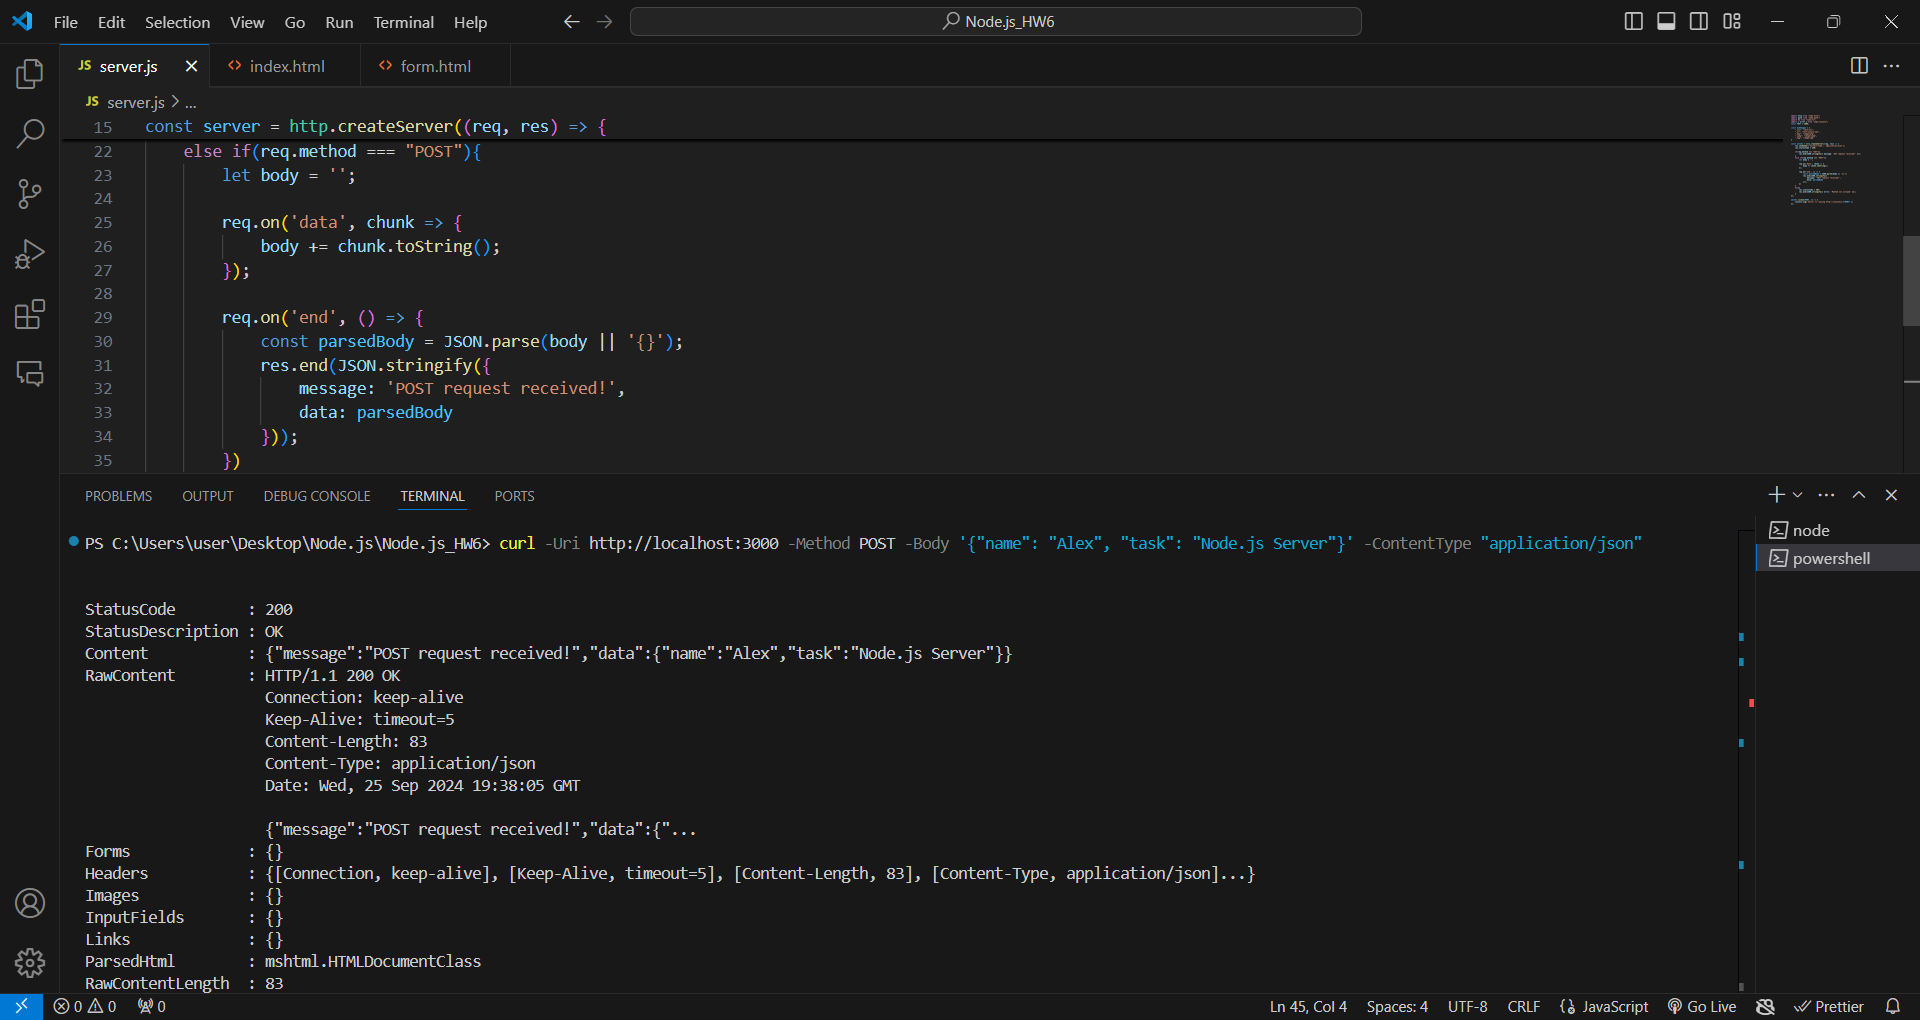 File Edit Selection View Go Run Terminal Help Node.js_HW6
JS server.js index.html form.html
JS server.js > ...
15 const server = http.createServer((req, res) => {
22 else if(req.method === "POST"){
23 let body = '';
24
25 req.on('data', chunk => {
26 body += chunk.toString();
27 });
28
29 req.on('end', () => {
30 const parsedBody = JSON.parse(body || '{}');
31 res.end(JSON.stringify({
32 message: 'POST request received!',
33 data: parsedBody
34 }));
35 })
PROBLEMS OUTPUT DEBUG CONSOLE TERMINAL PORTS
node
powershell
PS C:\Users\user\Desktop\Node.js\Node.js_HW6> curl -Uri http://localhost:3000 -Method POST -Body '{"name": "Alex", "task": "Node.js Server"}' -ContentType "application/json"
StatusCode : 200
StatusDescription : OK
Content : {"message":"POST request received!","data":{"name":"Alex","task":"Node.js Server"}}
RawContent : HTTP/1.1 200 OK
Connection: keep-alive
Keep-Alive: timeout=5
Content-Length: 83
Content-Type: application/json
Date: Wed, 25 Sep 2024 19:38:05 GMT
{"message":"POST request received!","data":{"...
Forms : {}
Headers : {[Connection, keep-alive], [Keep-Alive, timeout=5], [Content-Length, 83], [Content-Type, application/json]...}
Images : {}
InputFields : {}
Links : {}
ParsedHtml : mshtml.HTMLDocumentClass
RawContentLength : 83
0 0 0 Ln 45, Col 4 Spaces: 4 UTF-8 CRLF JavaScript Go Live Prettier